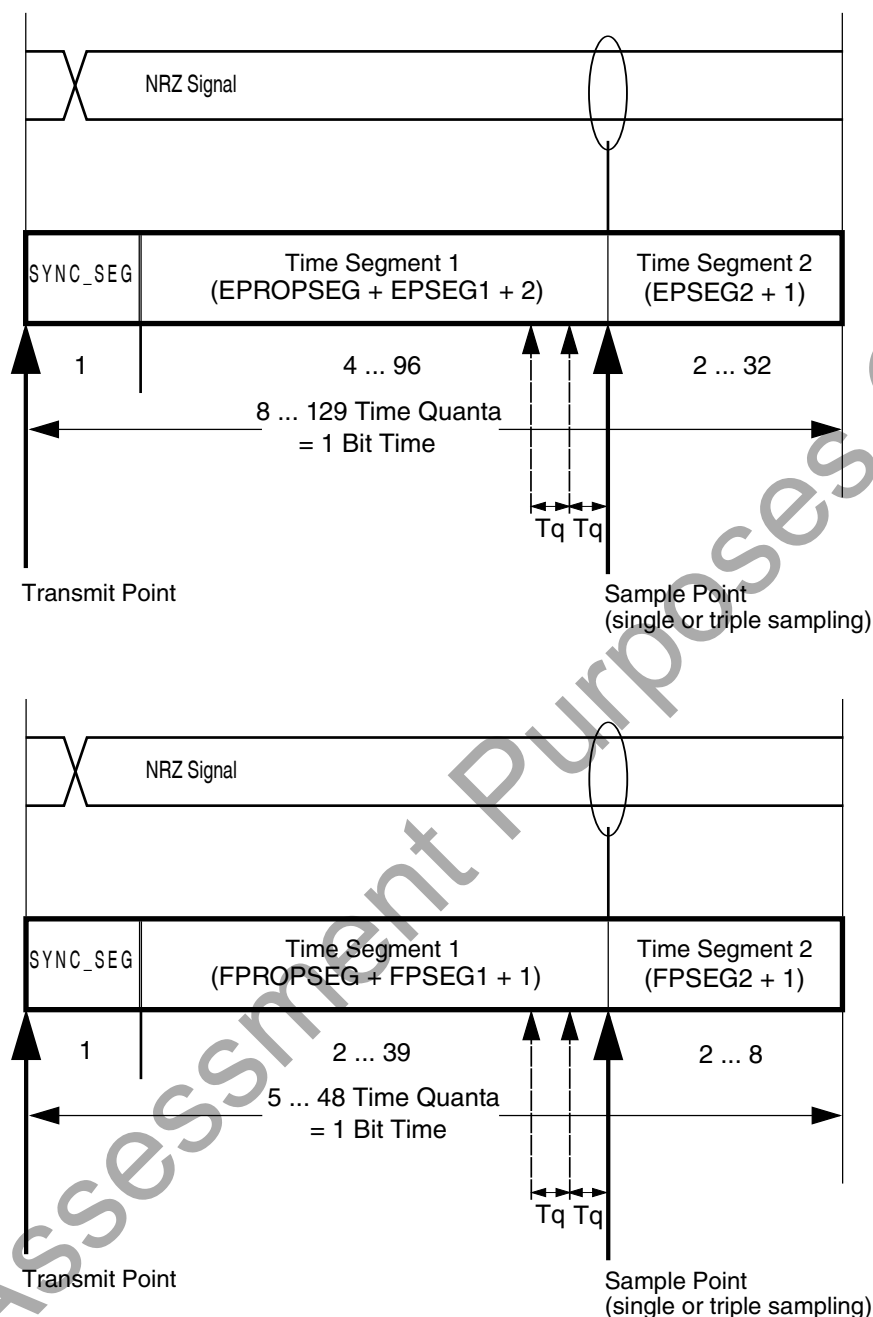 NRZ Signal
SYNC_SEG
Time Segment 1
(EPROPSEG + EPSEG1 + 2)
Time Segment 2
(EPSEG2 + 1)
1
4 ... 96
2 ... 32
8 ... 129 Time Quanta
= 1 Bit Time
Tq Tq
Transmit Point
Sample Point
(single or triple sampling)
NRZ Signal
SYNC_SEG
Time Segment 1
(FPROPSEG + FPSEG1 + 1)
Time Segment 2
(FPSEG2 + 1)
1
2 ... 39
2 ... 8
5 ... 48 Time Quanta
= 1 Bit Time
Tq Tq
Transmit Point
Sample Point
(single or triple sampling)
Assessment Purposes